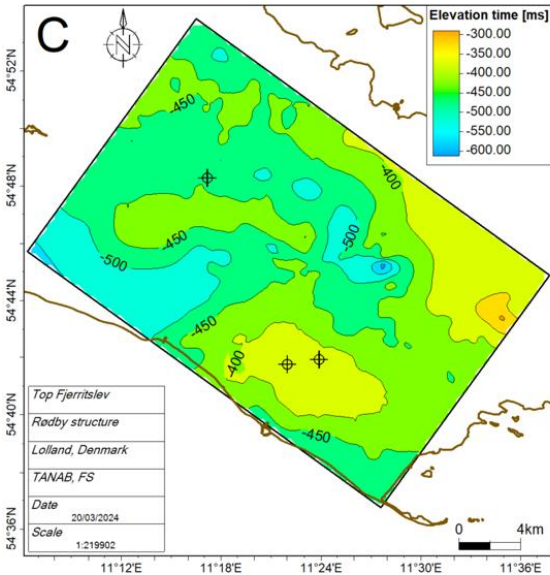 C
N
Elevation time [ms]
-300.00
-350.00
-400.00
-450.00
-500.00
-550.00
-600.00
54°52'N
54°48'N
54°44'N
54°40'N
54°36'N
-450
-400
-450
-500
-500
-450
-400
-450
Top Fjerritslev
Rødby structure
Lolland, Denmark
TANAB, FS
Date
20/03/2024
Scale
1:219902
0 4km
11°12'E 11°18'E 11°24'E 11°30'E 11°36'E